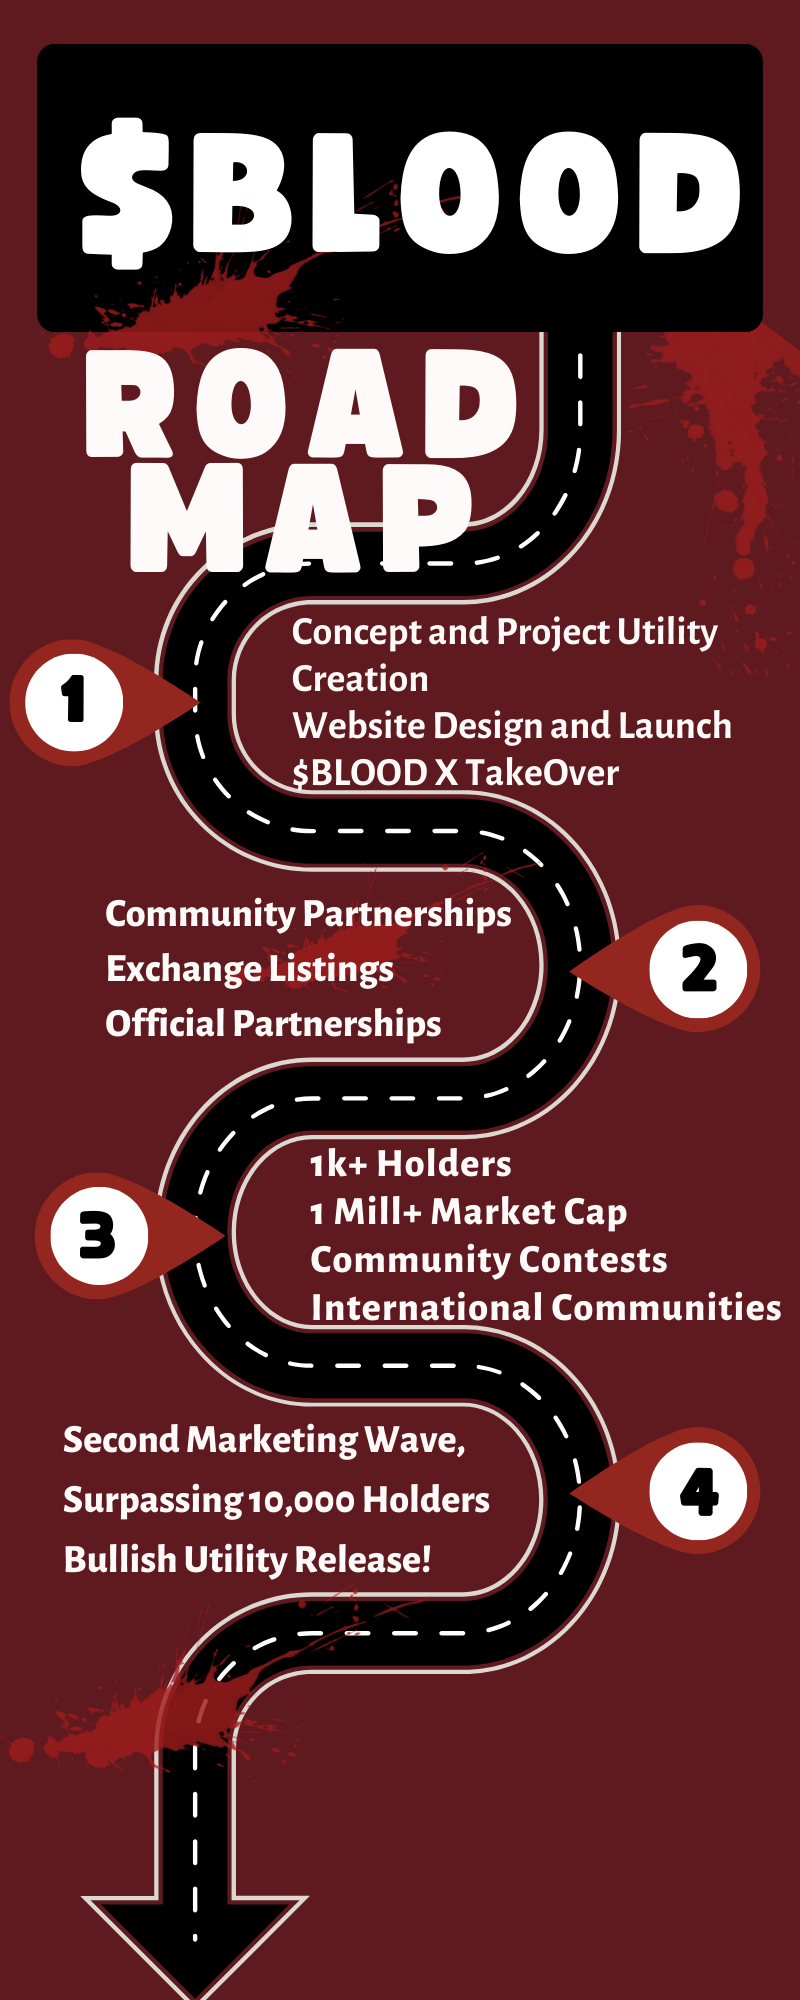 $BLOOD
ROAD
MAP
1
Concept and Project Utility
Creation
Website Design and Launch
$BLOOD X TakeOver
2
Community Partnerships
Exchange Listings
Official Partnerships
3
1k+ Holders
1 Mill+ Market Cap
Community Contests
International Communities
4
Second Marketing Wave,
Surpassing 10,000 Holders
Bullish Utility Release!